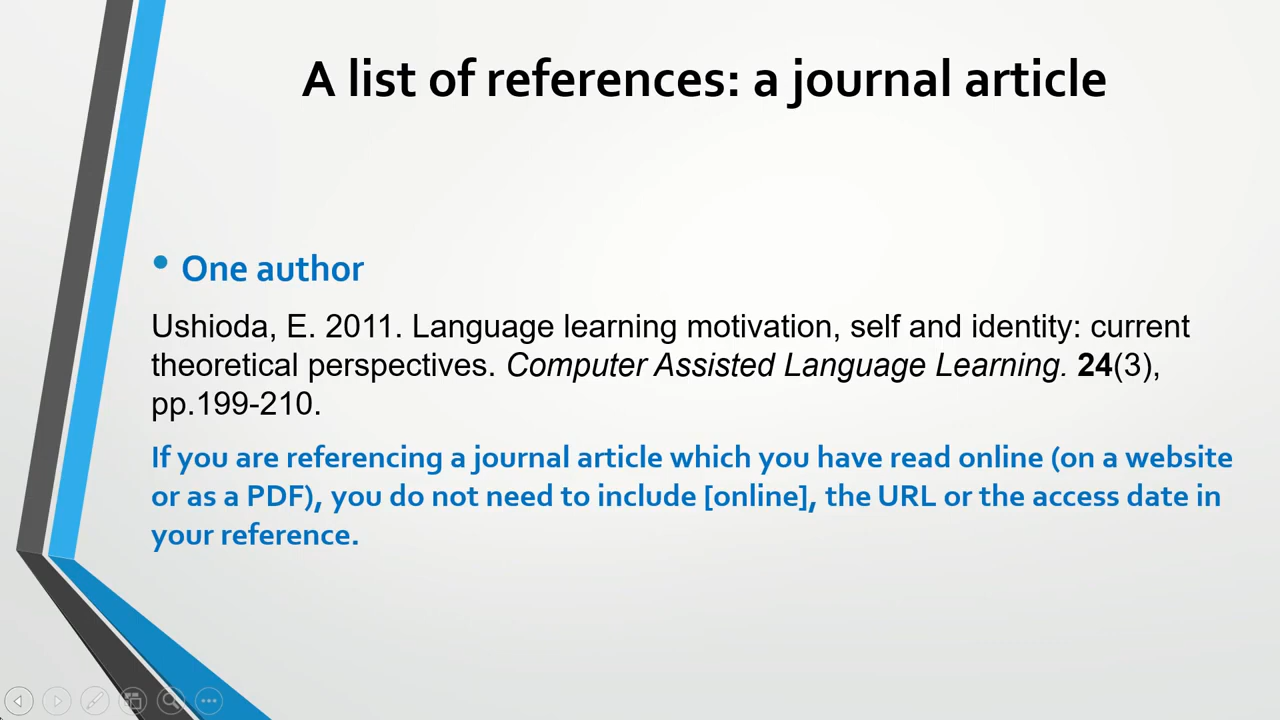 A list of references: a journal article
• One author
Ushioda, E. 2011. Language learning motivation, self and identity: current
theoretical perspectives. Computer Assisted Language Learning. 24(3),
pp.199-210.
If you are referencing a journal article which you have read online (on a website
or as a PDF), you do not need to include [online], the URL or the access date in
your reference.